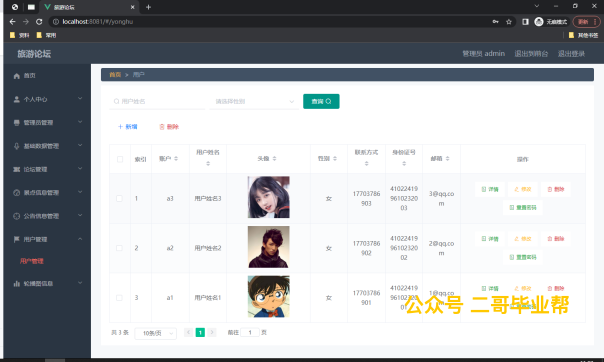 旅游论坛
localhost:8081/#/yonghu
无痕模式
更新
资料
常用
其他书签
旅游论坛
管理员 admin
退出到前台
退出登录
首页
个人中心
管理员管理
基础数据管理
论坛管理
景点信息管理
公告信息管理
用户管理
用户管理
轮播图信息
首页 > 用户
用户姓名
请选择性别
查询
+ 新增
删除
索引 账户 用户姓名 头像 性别 联系方式 身份证号 邮箱 操作
1 a3 用户姓名3 女 17703786903 410224199610232003 3@qq.com
详情 修改 删除
重置密码
2 a2 用户姓名2 女 17703786902 410224199610232002 2@qq.com
详情 修改 删除
重置密码
3 a1 用户姓名1 女 17703786901 1@qq.com
详情 修改 删除
公众号 二哥毕业帮
共 3 条 10条/页 1 前往 1 页